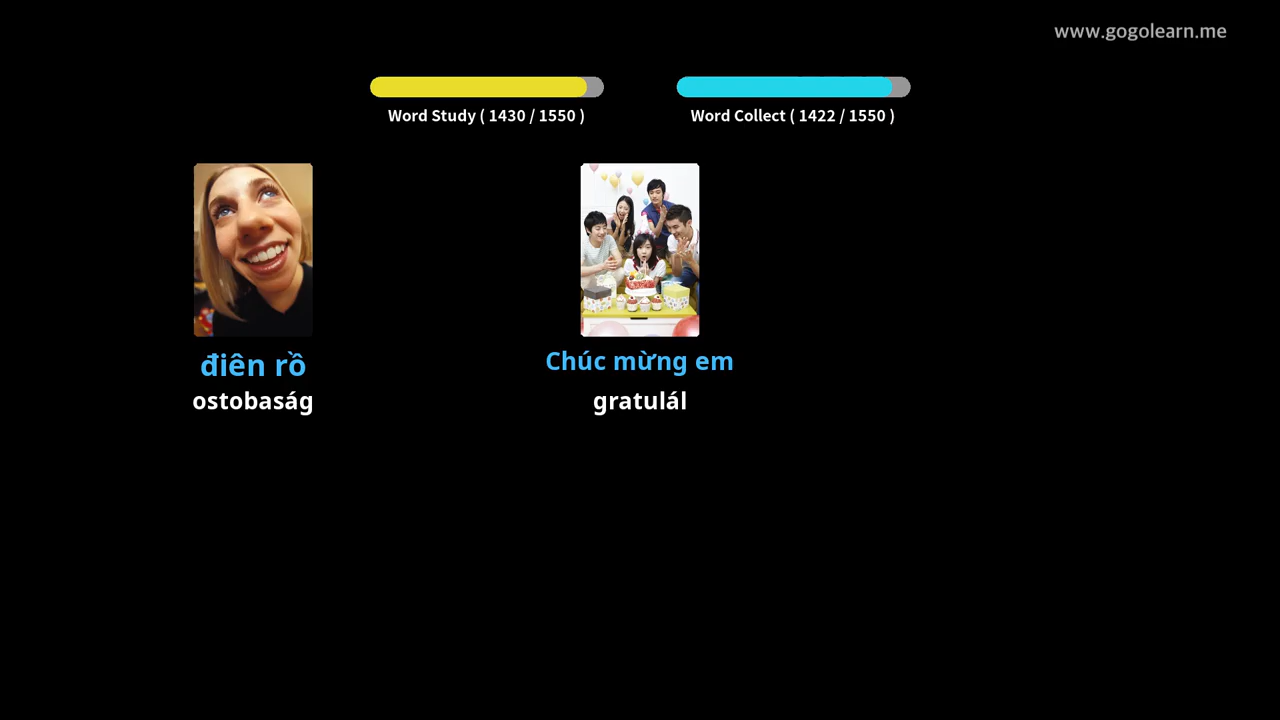 www.gogolearn.me
Word Study ( 1430 / 1550 )
Word Collect ( 1422 / 1550 )
điên rồ
ostobaság
Chúc mừng em
gratulál